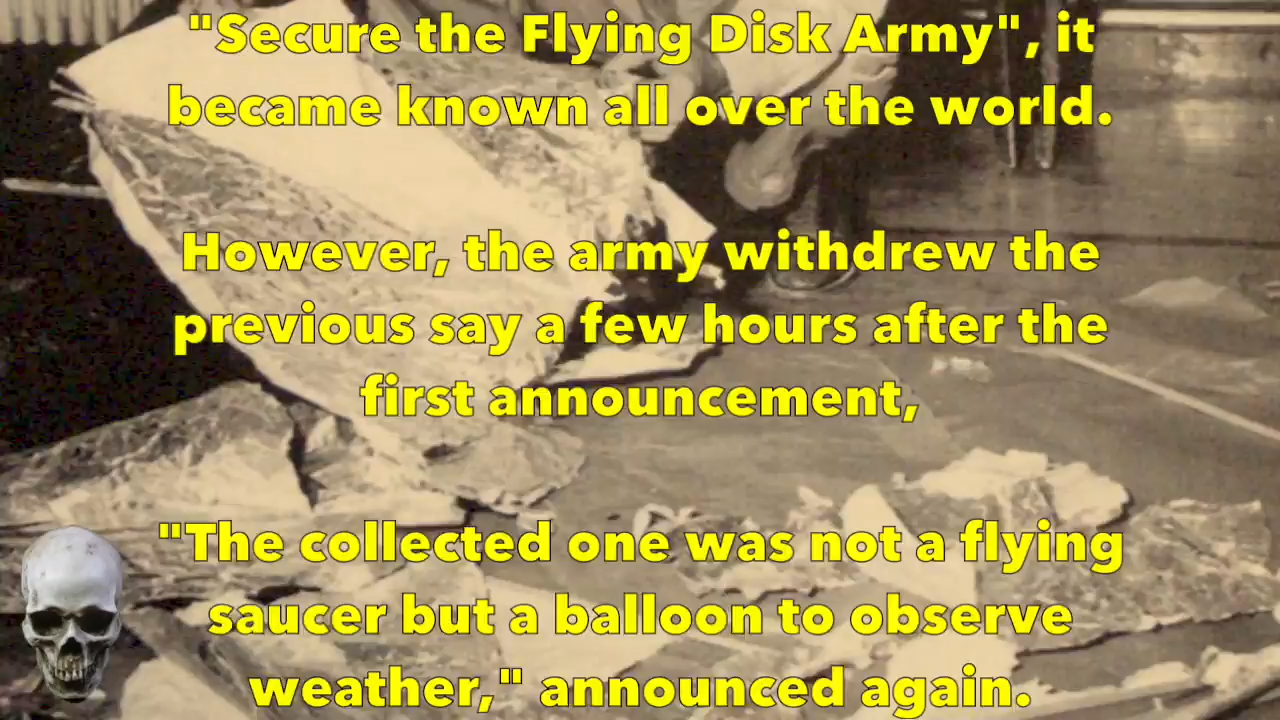 "Secure the Flying Disk Army", it
became known all over the world.
However, the army withdrew the
previous say a few hours after the
first announcement,
"The collected one was not a flying
saucer but a balloon to observe
weather," announced again.